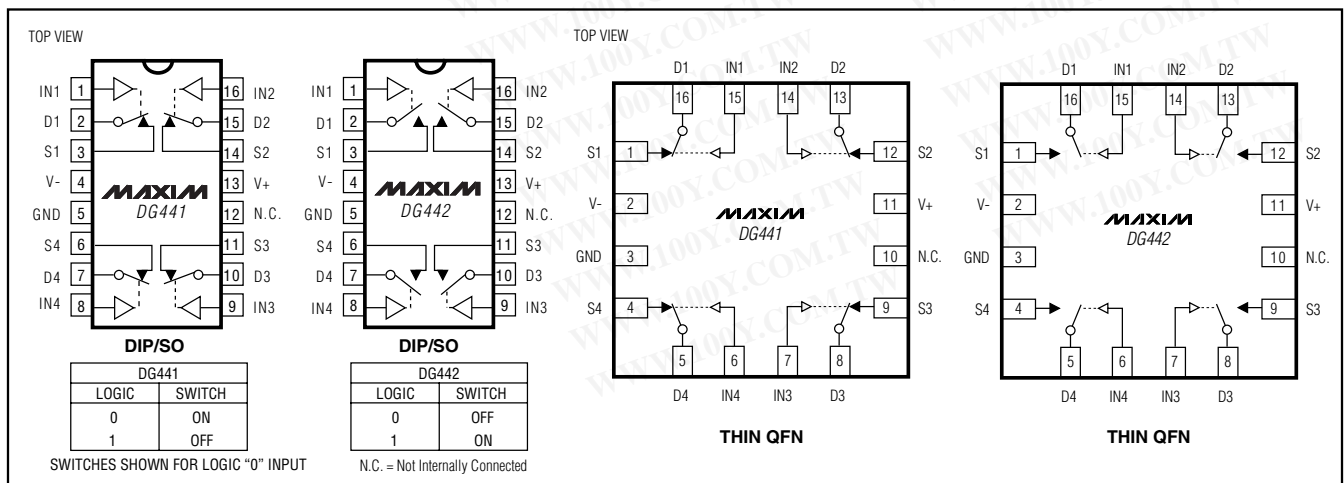 TOP VIEW
IN1 1 16 IN2
D1 2 15 D2
S1 3 14 S2
V- 4 13 V+
GND 5 12 N.C.
S4 6 11 S3
D4 7 10 D3
IN4 8 9 IN3
MAXIM
DG441
DIP/SO
DG441
LOGIC SWITCH
0 ON
1 OFF
SWITCHES SHOWN FOR LOGIC “0” INPUT
IN1 1 16 IN2
D1 2 15 D2
S1 3 14 S2
V- 4 13 V+
GND 5 12 N.C.
S4 6 11 S3
D4 7 10 D3
IN4 8 9 IN3
MAXIM
DG442
DIP/SO
DG442
LOGIC SWITCH
0 OFF
1 ON
N.C. = Not Internally Connected
TOP VIEW
D1 IN1 IN2 D2
16 15 14 13
S1 1 12 S2
V- 2 11 V+
MAXIM
DG441
GND 3 10 N.C.
S4 4 9 S3
5 6 7 8
D4 IN4 IN3 D3
THIN QFN
D1 IN1 IN2 D2
16 15 14 13
S1 1 12 S2
V- 2 11 V+
MAXIM
DG442
GND 3 10 N.C.
S4 4 9 S3
5 6 7 8
D4 IN4 IN3 D3
THIN QFN
WWW.100Y.COM.TW